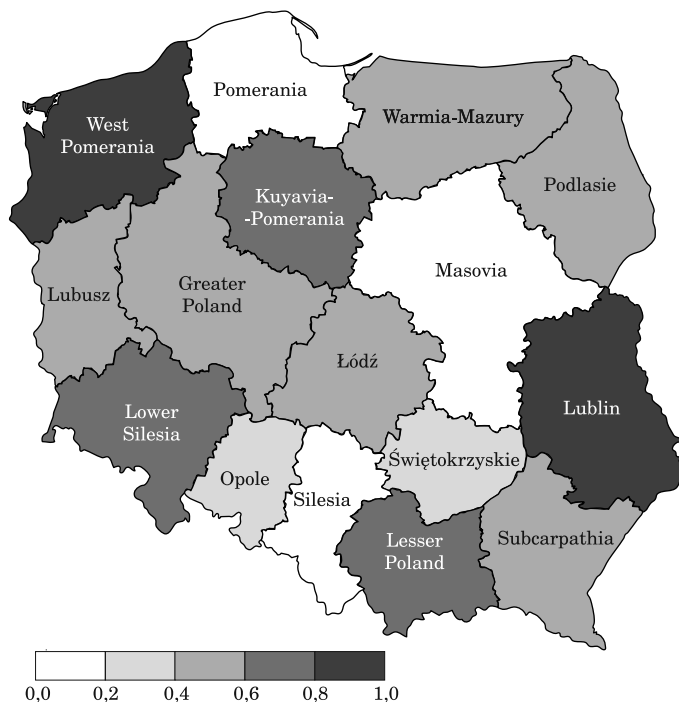 Pomerania
Warmia-Mazury
West
Pomerania
Podlasie
Kuyavia-
-Pomerania
Masovia
Lubusz
Greater
Poland
Łódź
Lower
Silesia
Lublin
Świętokrzyskie
Opole
Silesia
Lesser
Poland
Subcarpathia
0,0 0,2 0,4 0,6 0,8 1,0